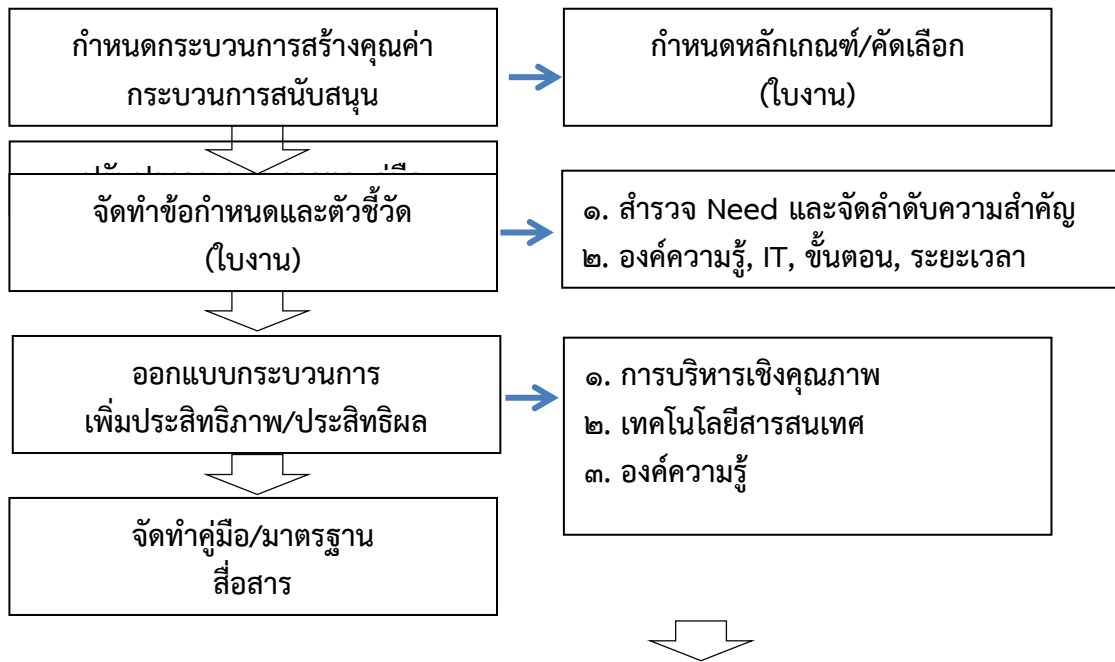 กำหนดกระบวนการสร้างคุณค่า
กระบวนการสนับสนุน
กำหนดหลักเกณฑ์/คัดเลือก
(ใบงาน)
จัดทำข้อกำหนดและตัวชี้วัด
(ใบงาน)
๑. สำรวจ Need และจัดลำดับความสำคัญ
๒. องค์ความรู้, IT, ขั้นตอน, ระยะเวลา
ออกแบบกระบวนการ
เพิ่มประสิทธิภาพ/ประสิทธิผล
๑. การบริหารเชิงคุณภาพ
๒. เทคโนโลยีสารสนเทศ
๓. องค์ความรู้
จัดทำคู่มือ/มาตรฐาน
สื่อสาร